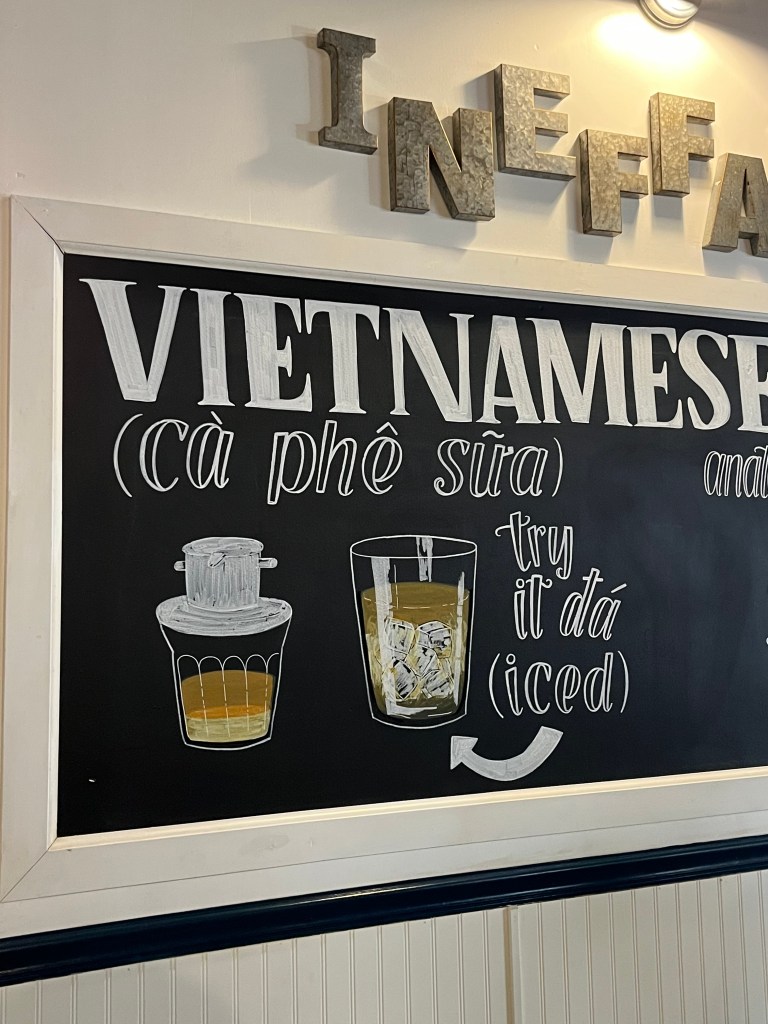 INEFFA
VIETNAMESE
(cà phê sữa)
try
it đá
(iced)